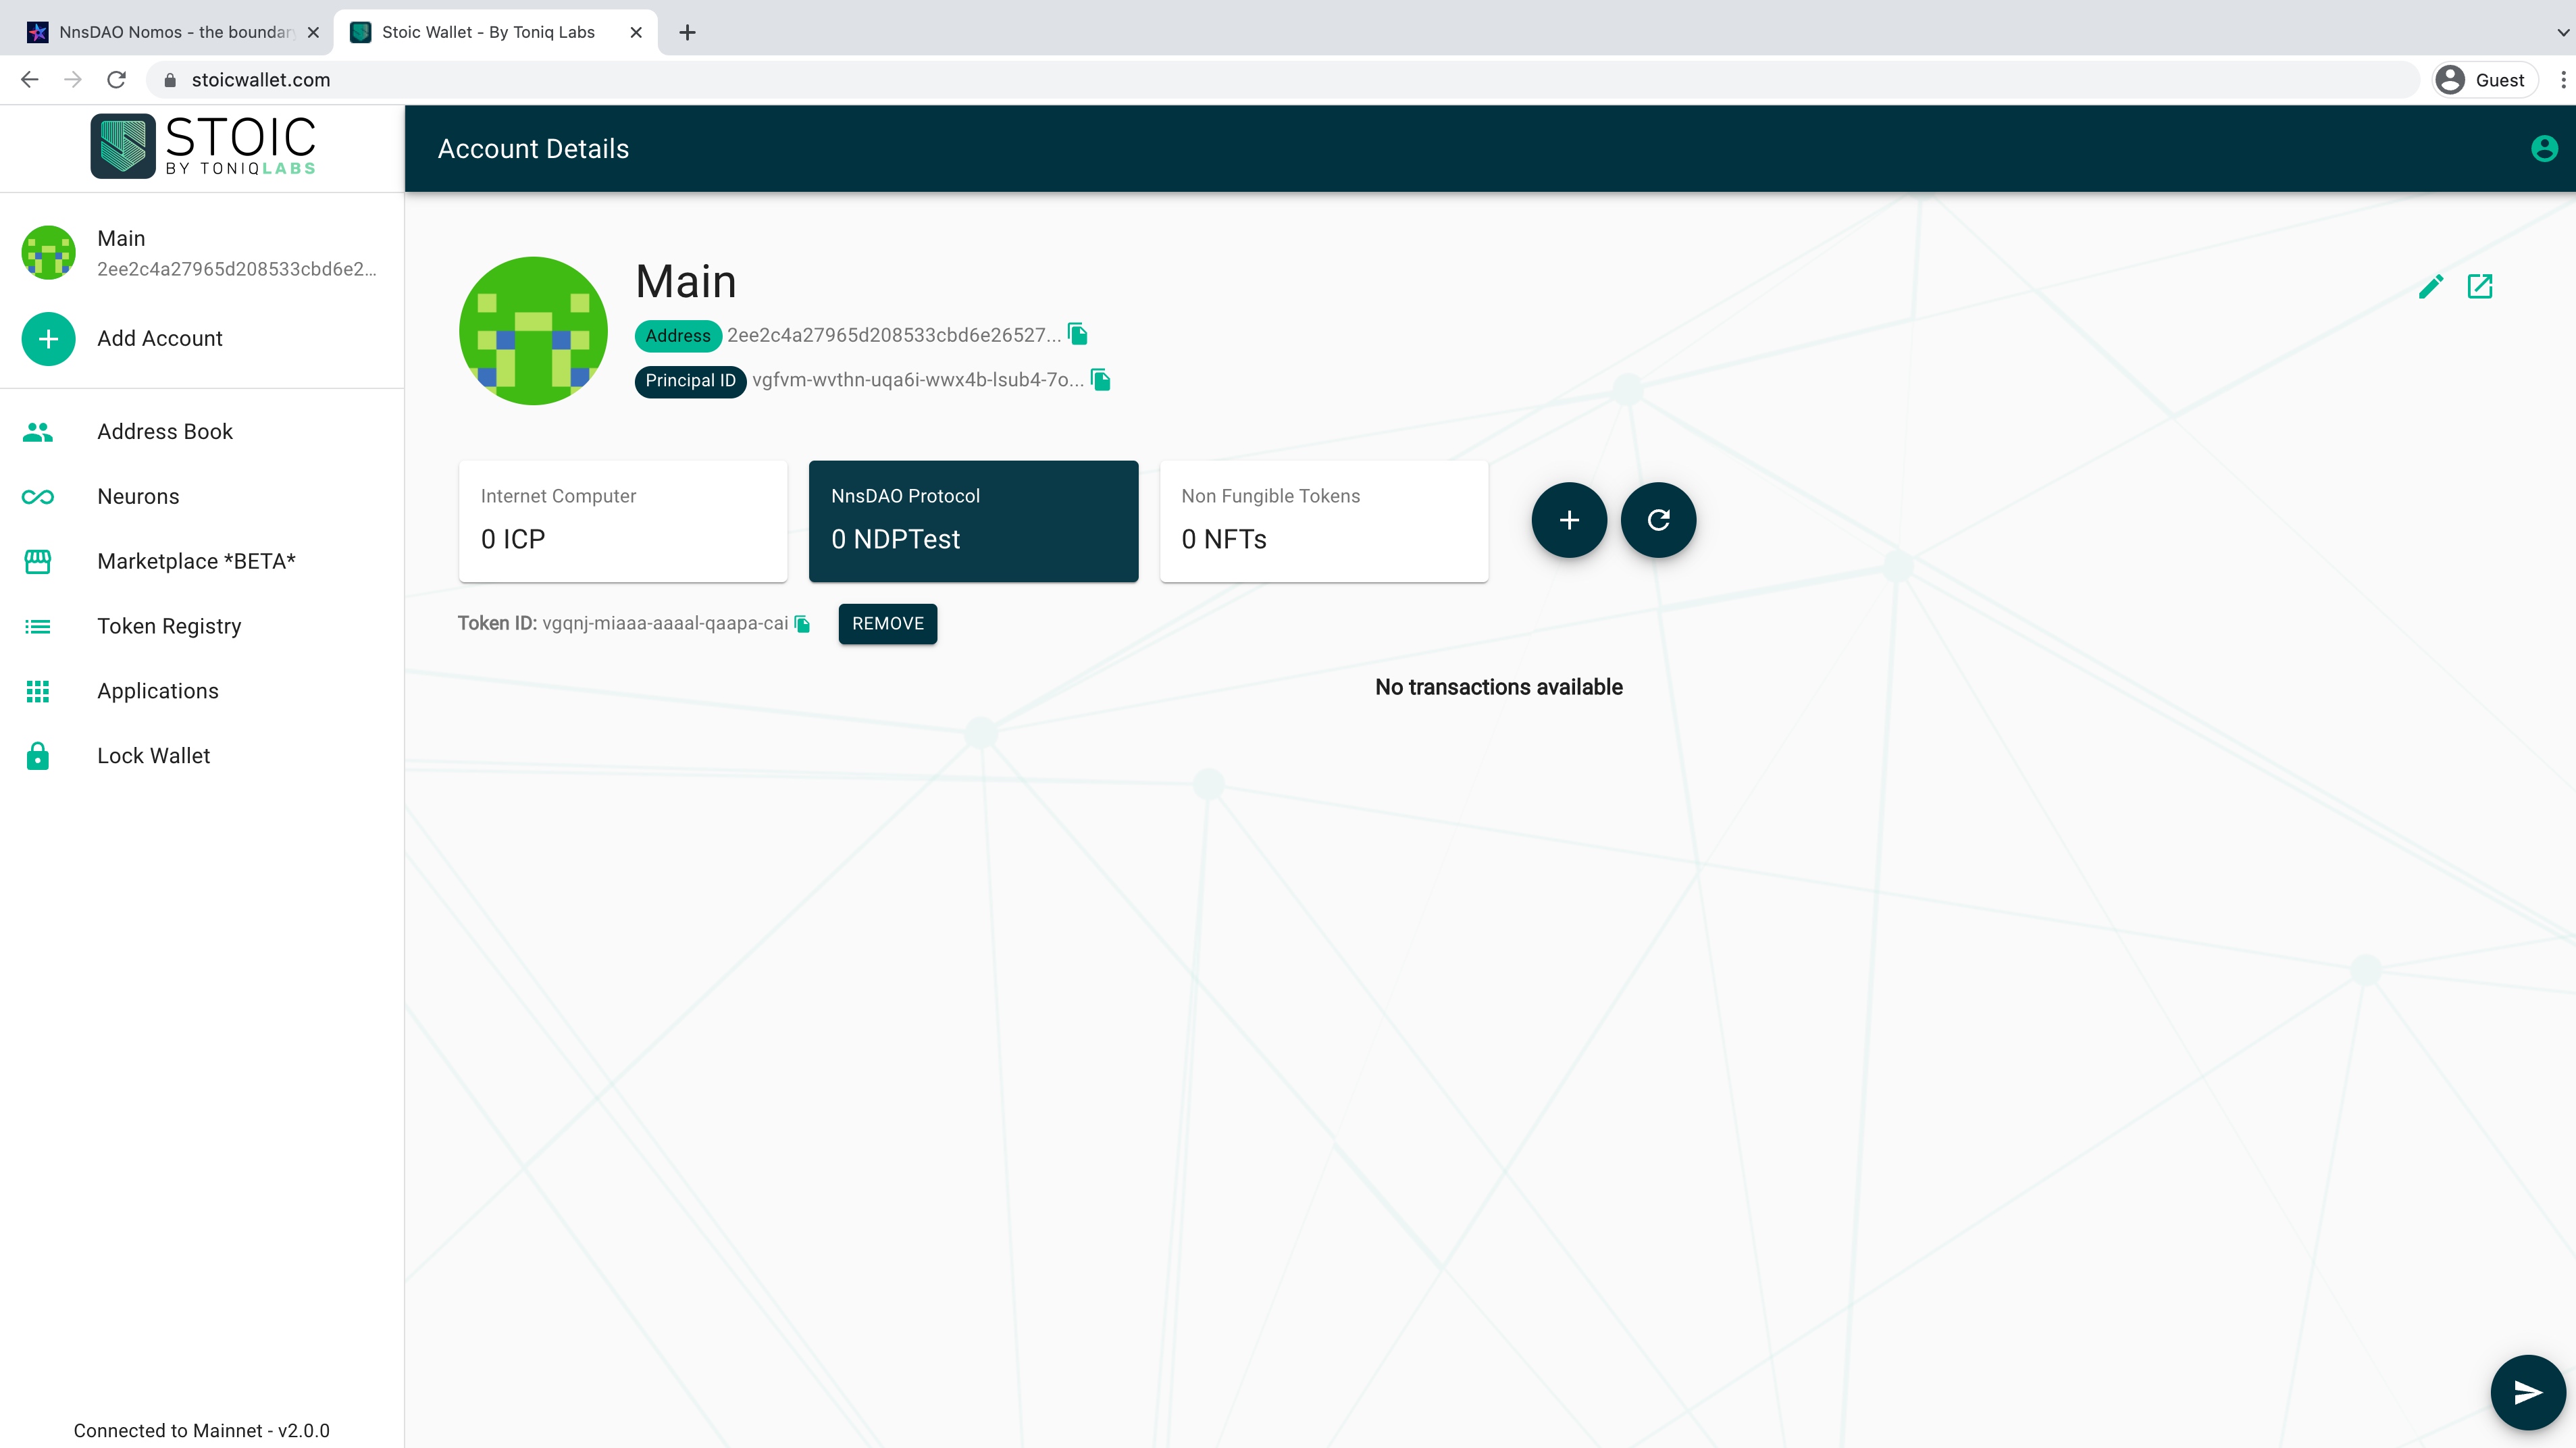 NnsDAO Nomos - the boundar
Stoic Wallet - By Toniq Labs
stoicwallet.com
Guest
STOIC
BY TONIQLABS
Account Details
Main
2ee2c4a27965d208533cbd6e2...
Add Account
Address Book
Neurons
Marketplace *BETA*
Token Registry
Applications
Lock Wallet
Connected to Mainnet - v2.0.0
Main
Address 2ee2c4a27965d208533cbd6e26527...
Principal ID vgfvm-wvthn-uqa6i-wwx4b-lsub4-7o...
Internet Computer
0 ICP
NnsDAO Protocol
0 NDPTest
Non Fungible Tokens
0 NFTs
Token ID: vgqnj-miaaa-aaaal-qaapa-cai
REMOVE
No transactions available